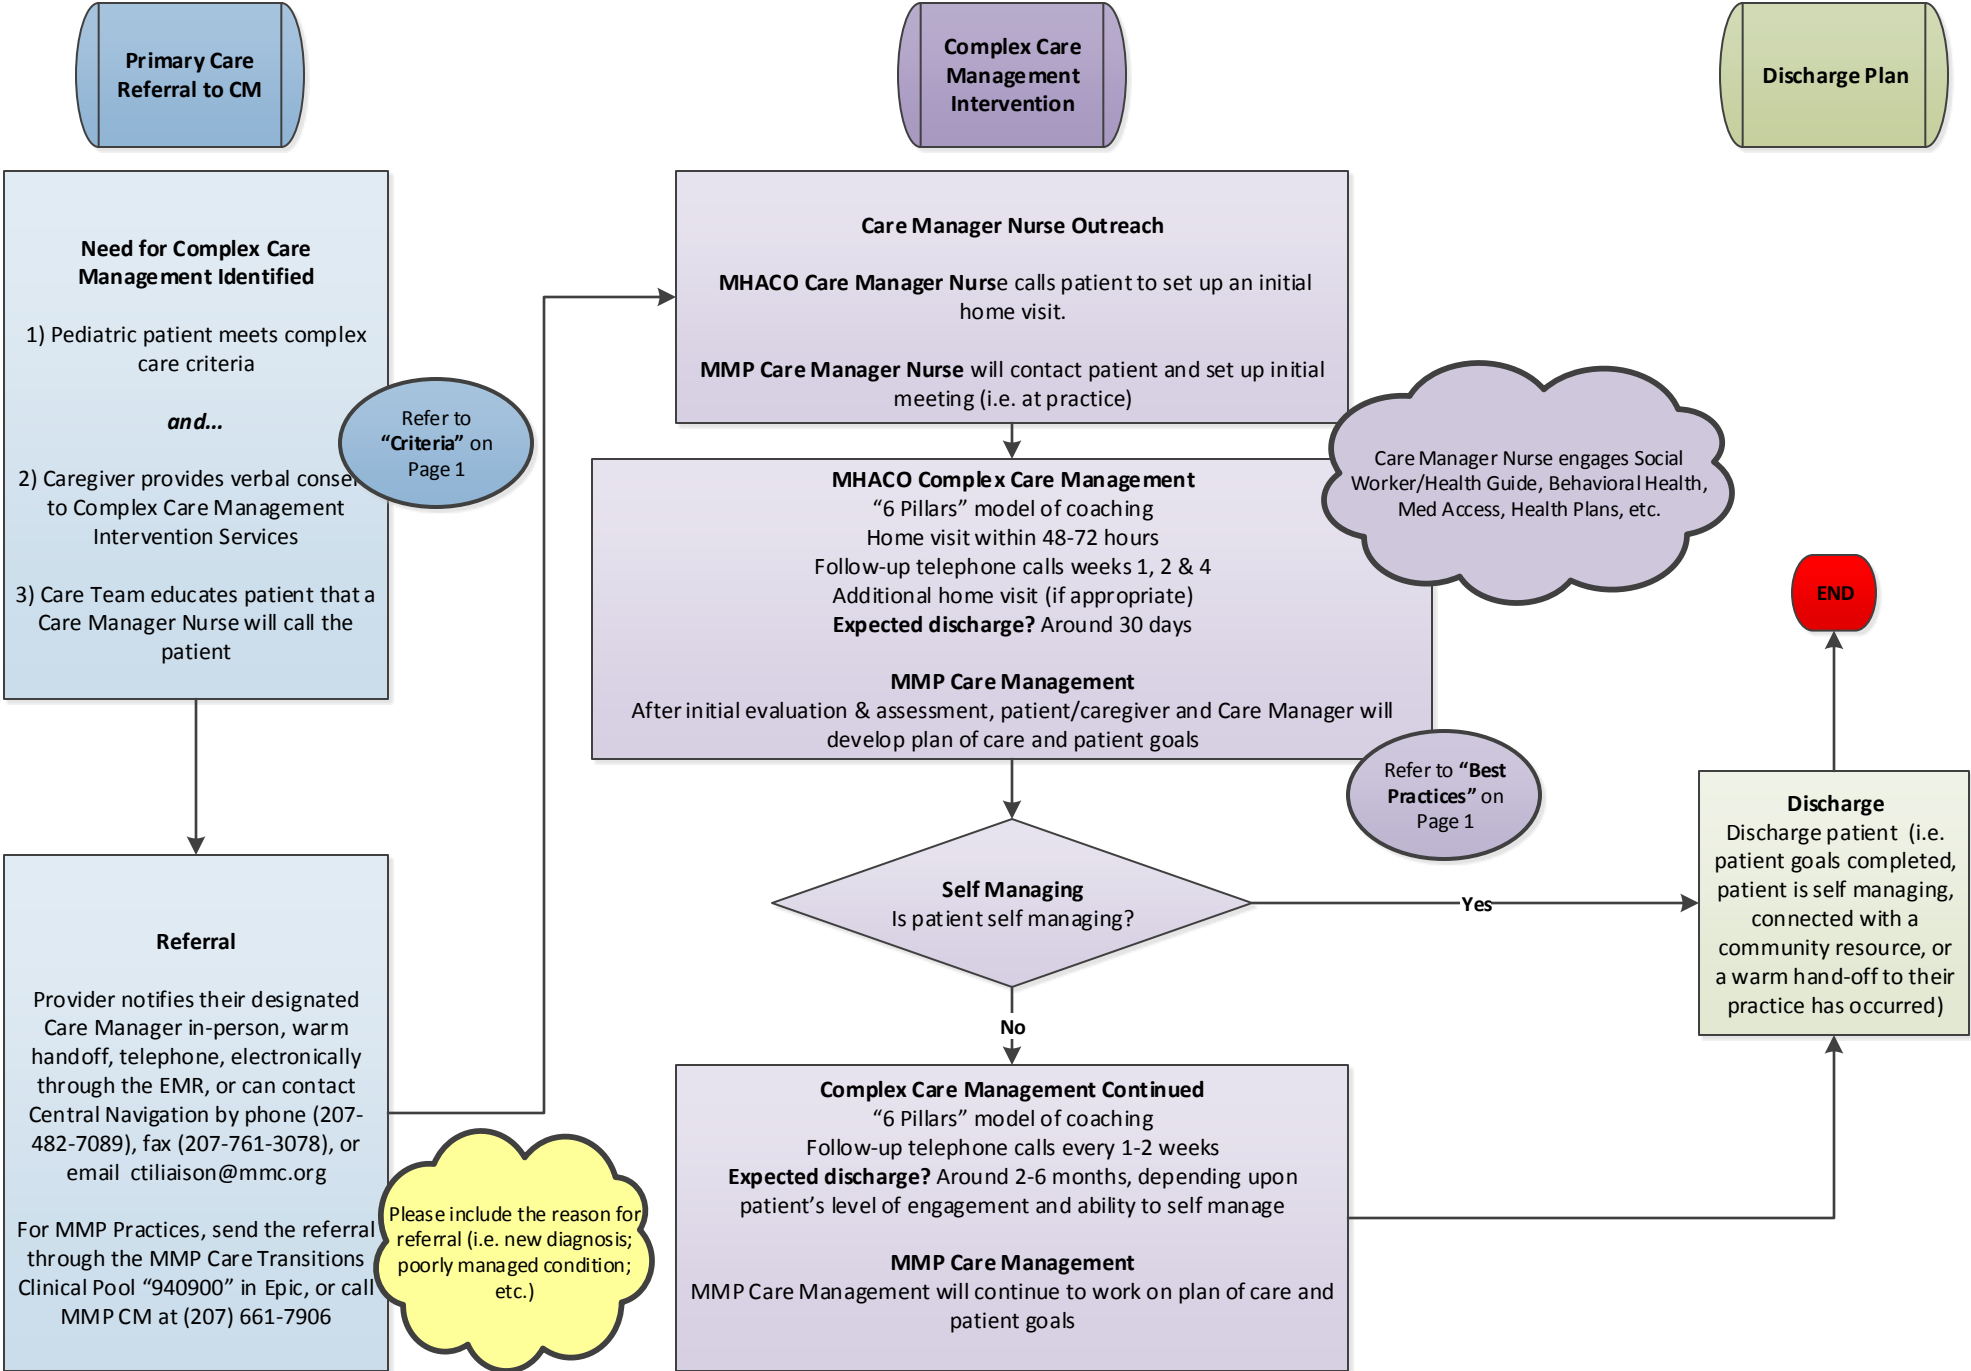 Primary Care
Referral to CM
Complex Care
Management
Intervention
Discharge Plan
Need for Complex Care
Management Identified
1) Pediatric patient meets complex
care criteria
and...
2) Caregiver provides verbal
to Complex Care Management
Intervention Services
3) Care Team educates patient that a
Care Manager Nurse will call the
patient
Refer to
“Criteria” on
Page 1
Referral
Provider notifies their designated
Care Manager in-person, warm
handoff, telephone, electronically
through the EMR, or can contact
Central Navigation by phone (207-
482-7089), fax (207-761-3078), or
email ctiliaison@mmc.org
For MMP Practices, send the referral
through the MMP Care Transitions
Clinical Pool “940900” in Epic, or call
MMP CM at (207) 661-7906
Please include the reason for
referral (i.e. new diagnosis;
poorly managed condition;
etc.)
Care Manager Nurse Outreach
MHACO Care Manager Nurse calls patient to set up an initial
home visit.
MMP Care Manager Nurse will contact patient and set up initial
meeting (i.e. at practice)
Care Manager Nurse engages Social
Worker/Health Guide, Behavioral Health,
Med Access, Health Plans, etc.
MHACO Complex Care Management
“6 Pillars” model of coaching
Home visit within 48-72 hours
Follow-up telephone calls weeks 1, 2 & 4
Additional home visit (if appropriate)
Expected discharge? Around 30 days
MMP Care Management
After initial evaluation & assessment, patient/caregiver and Care Manager will
develop plan of care and patient goals
Refer to “Best
Practices” on
Page 1
Self Managing
Is patient self managing?
Yes
No
Complex Care Management Continued
“6 Pillars” model of coaching
Follow-up telephone calls every 1-2 weeks
Expected discharge? Around 2-6 months, depending upon
patient’s level of engagement and ability to self manage
MMP Care Management
MMP Care Management will continue to work on plan of care and
patient goals
END
Discharge
Discharge patient (i.e.
patient goals completed,
patient is self managing,
connected with a
community resource, or
a warm hand-off to their
practice has occurred)